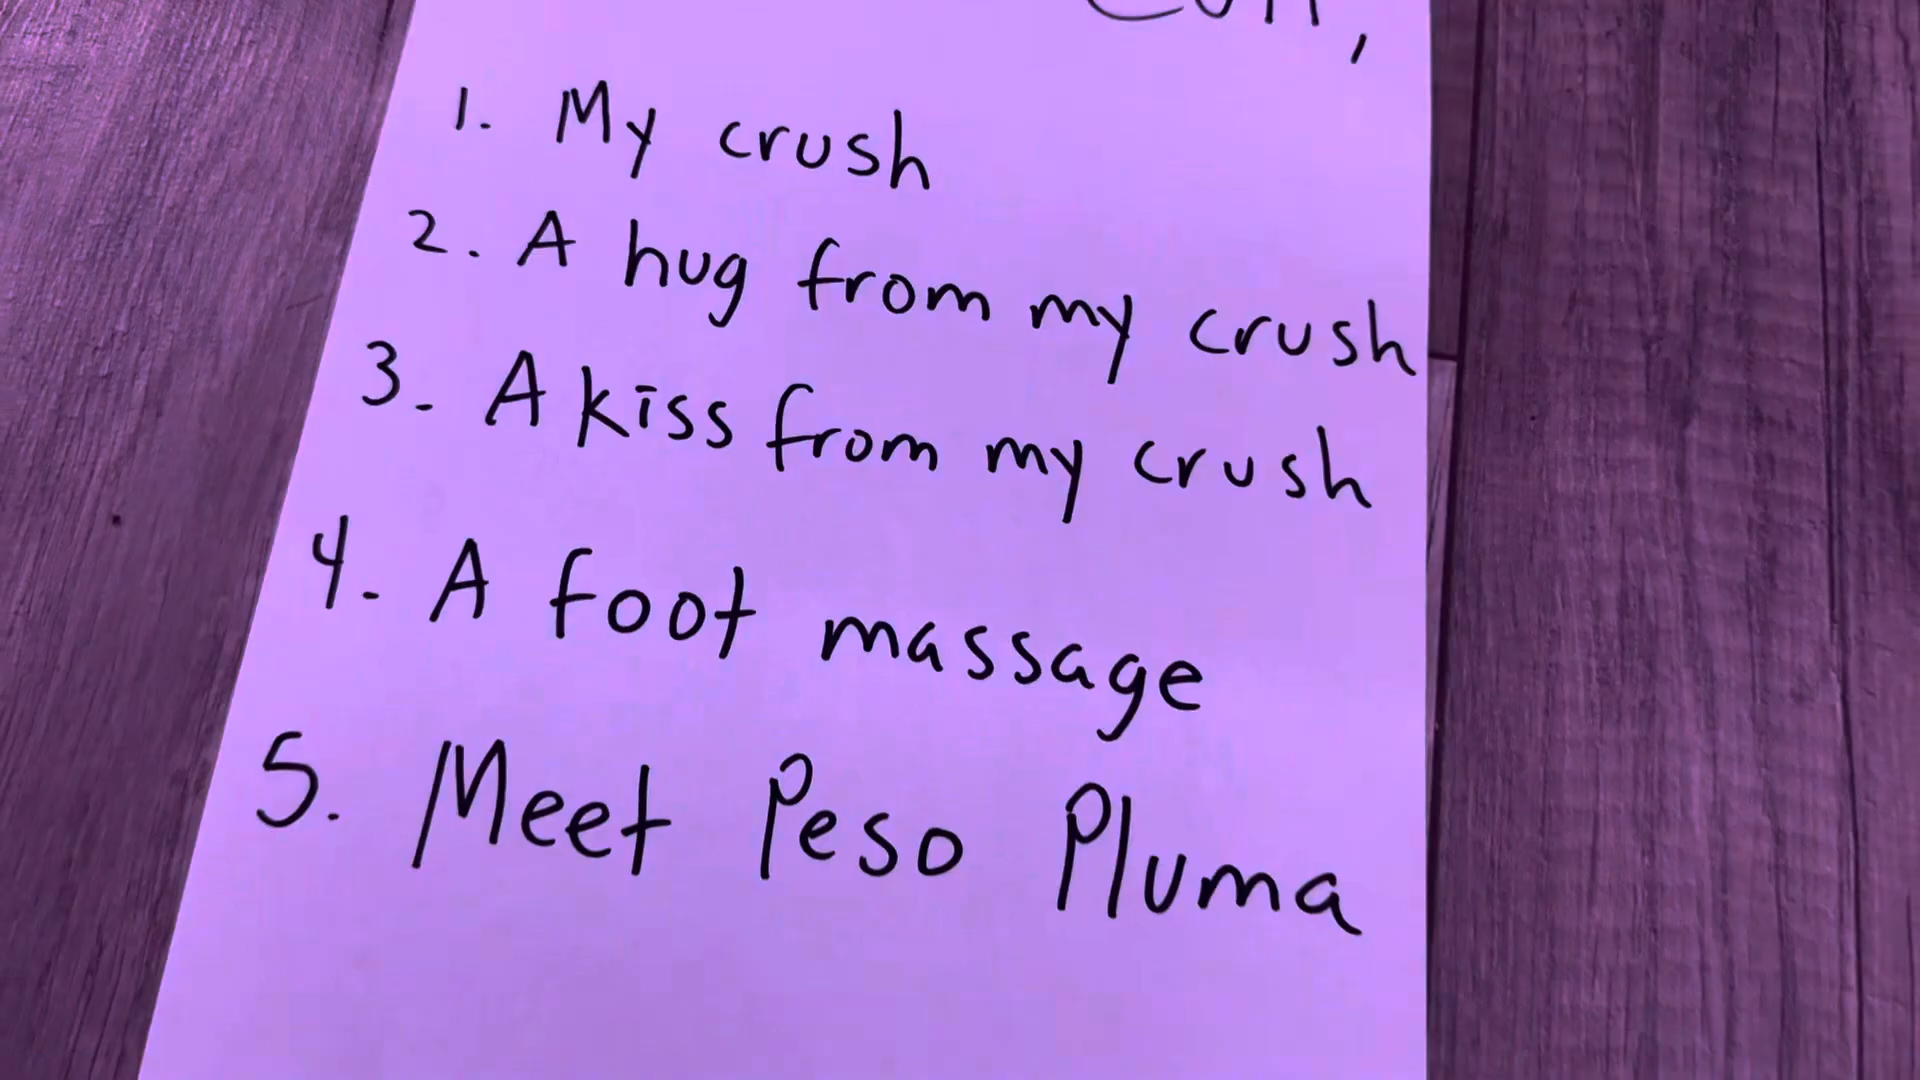 1. My crush
2. A hug from my crush
3. A kiss from my crush
4. A foot massage
5. Meet Peso Pluma